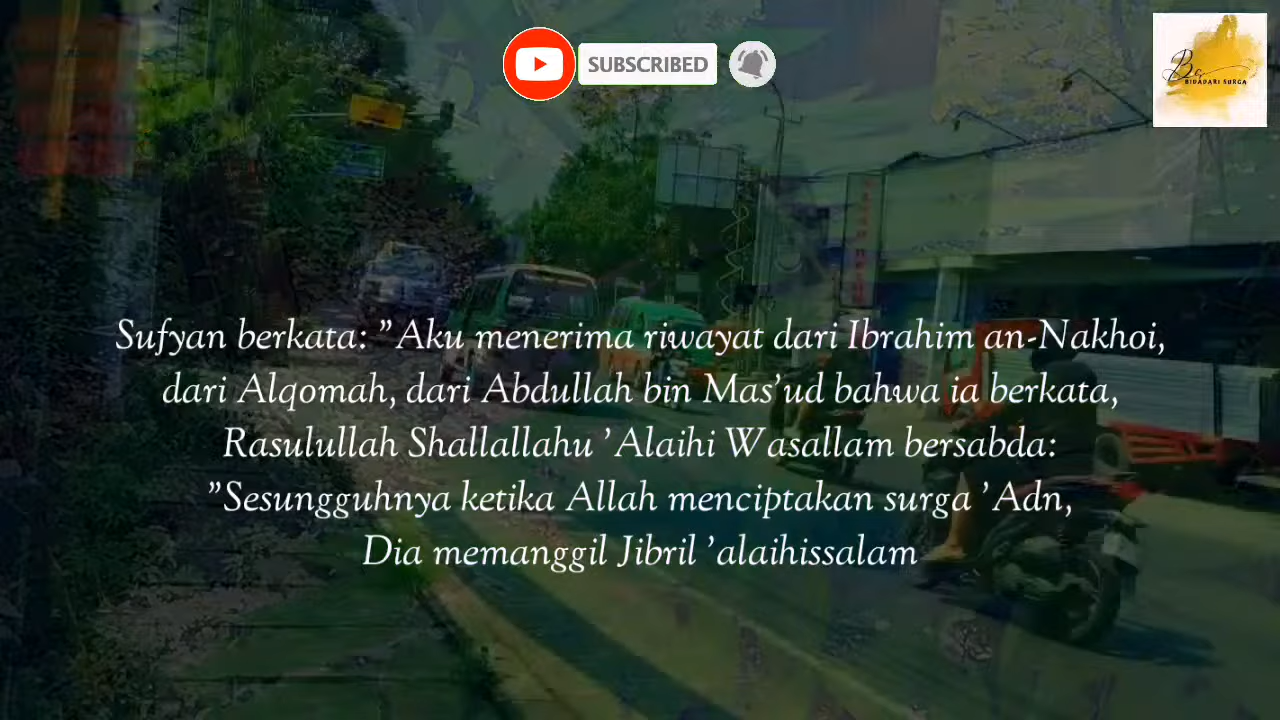 SUBSCRIBED
BIDADARI SURGA
Sufyan berkata: ”Aku menerima riwayat dari Ibrahim an-Nakhoi,
dari Alqomah, dari Abdullah bin Mas’ud bahwa ia berkata,
Rasulullah Shallallahu ’Alaihi Wasallam bersabda:
”Sesungguhnya ketika Allah menciptakan surga ’Adn,
Dia memanggil Jibril ’alaihissalam